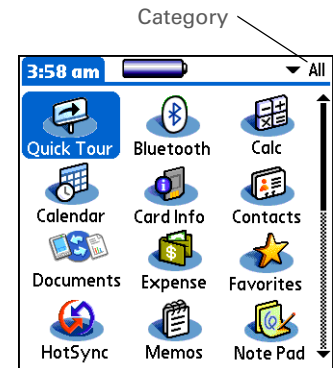 Category
3:58 am
All
Quick Tour Bluetooth Calc
Calendar Card Info Contacts
Documents Expense Favorites
HotSync Memos Note Pad